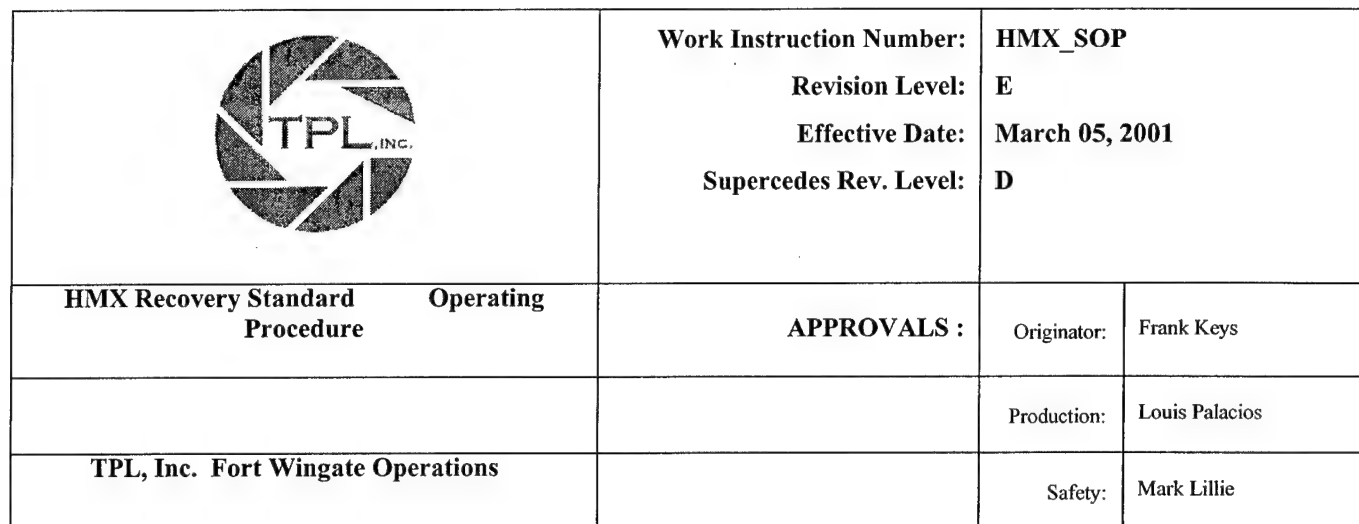 TPL, INC.
Work Instruction Number: HMX_SOP
Revision Level: E
Effective Date: March 05, 2001
Supercedes Rev. Level: D
HMX Recovery Standard Operating
Procedure
APPROVALS :
Originator: Frank Keys
Production: Louis Palacios
TPL, Inc. Fort Wingate Operations
Safety: Mark Lillie